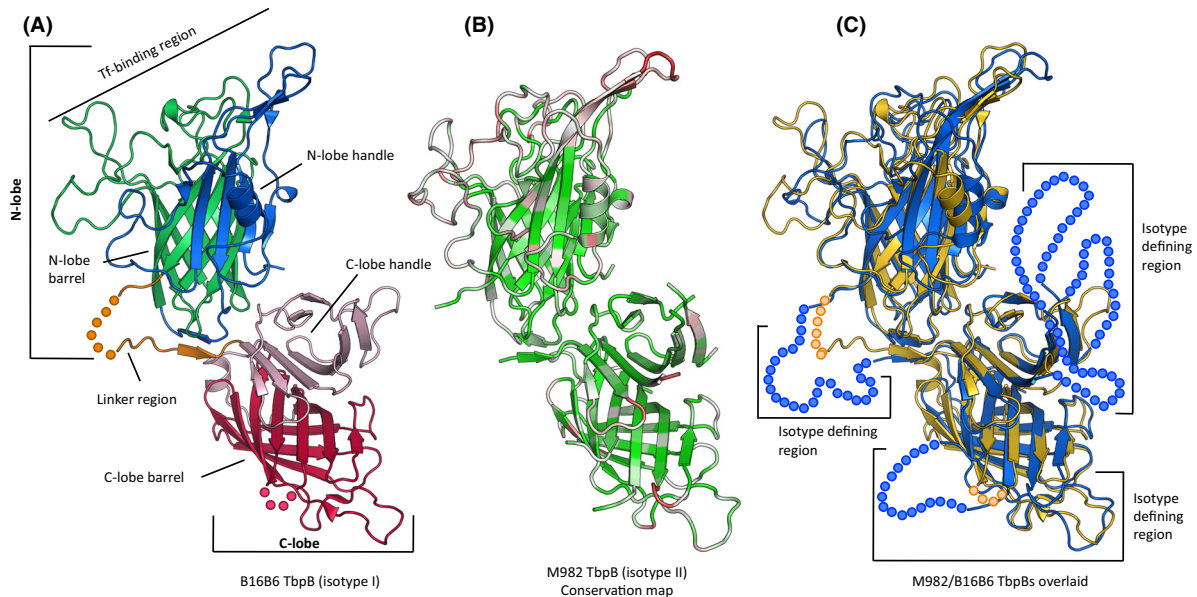 (A)
Tf-binding region
N-lobe
N-lobe handle
N-lobe
barrel
C-lobe handle
Linker region
C-lobe barrel
C-lobe
B16B6 TbpB (isotype I)
(B)
M982 TbpB (isotype II)
Conservation map
(C)
Isotype
defining
region
Isotype defining
region
Isotype
defining
region
M982/B16B6 TbpBs overlaid